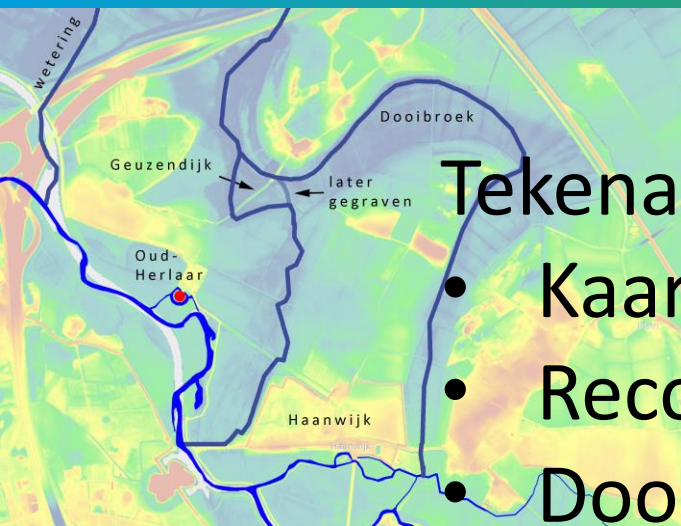 wetering
Dooibroek
Geuzendijk
later
gegraven
Tekena
Oud-
Herlaar
• Kaar
• Reco
Haanwijk
• Doo